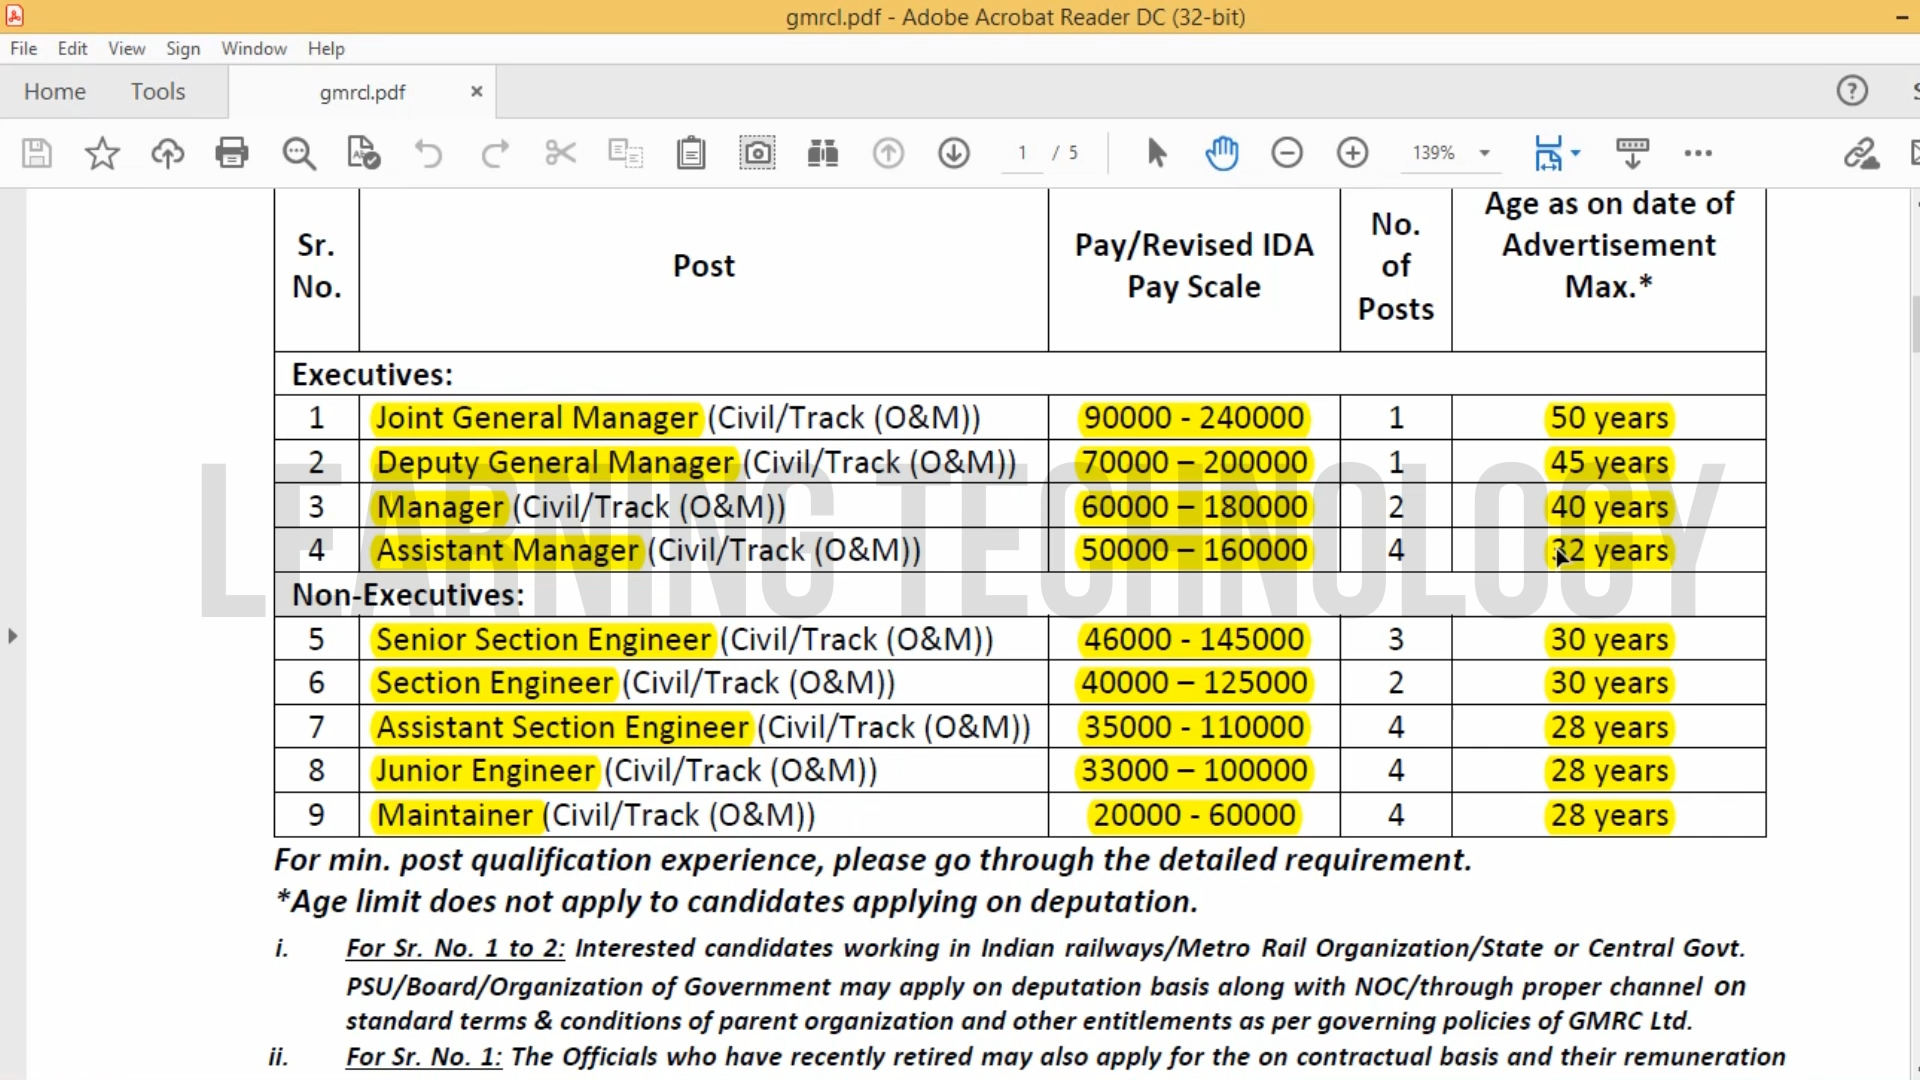 gmrcl.pdf - Adobe Acrobat Reader DC (32-bit)
File Edit View Sign Window Help
Home Tools gmrcl.pdf ×
1 / 5 139%
Sr. No. Post Pay/Revised IDA Pay Scale No. of Posts Age as on date of Advertisement Max.*
Executives:
1 Joint General Manager (Civil/Track (O&M)) 90000 - 240000 1 50 years
2 Deputy General Manager (Civil/Track (O&M)) 70000 – 200000 1 45 years
3 Manager (Civil/Track (O&M)) 60000 – 180000 2 40 years
4 Assistant Manager (Civil/Track (O&M)) 50000 – 160000 4 32 years
LEARNING TECHNOLOGY
Non-Executives:
5 Senior Section Engineer (Civil/Track (O&M)) 46000 - 145000 3 30 years
6 Section Engineer (Civil/Track (O&M)) 40000 – 125000 2 30 years
7 Assistant Section Engineer (Civil/Track (O&M)) 35000 - 110000 4 28 years
8 Junior Engineer (Civil/Track (O&M)) 33000 – 100000 4 28 years
9 Maintainer (Civil/Track (O&M)) 20000 - 60000 4 28 years
For min. post qualification experience, please go through the detailed requirement.
*Age limit does not apply to candidates applying on deputation.
i. For Sr. No. 1 to 2: Interested candidates working in Indian railways/Metro Rail Organization/State or Central Govt.
PSU/Board/Organization of Government may apply on deputation basis along with NOC/through proper channel on
standard terms & conditions of parent organization and other entitlements as per governing policies of GMRC Ltd.
ii. For Sr. No. 1: The Officials who have recently retired may also apply for the on contractual basis and their remuneration